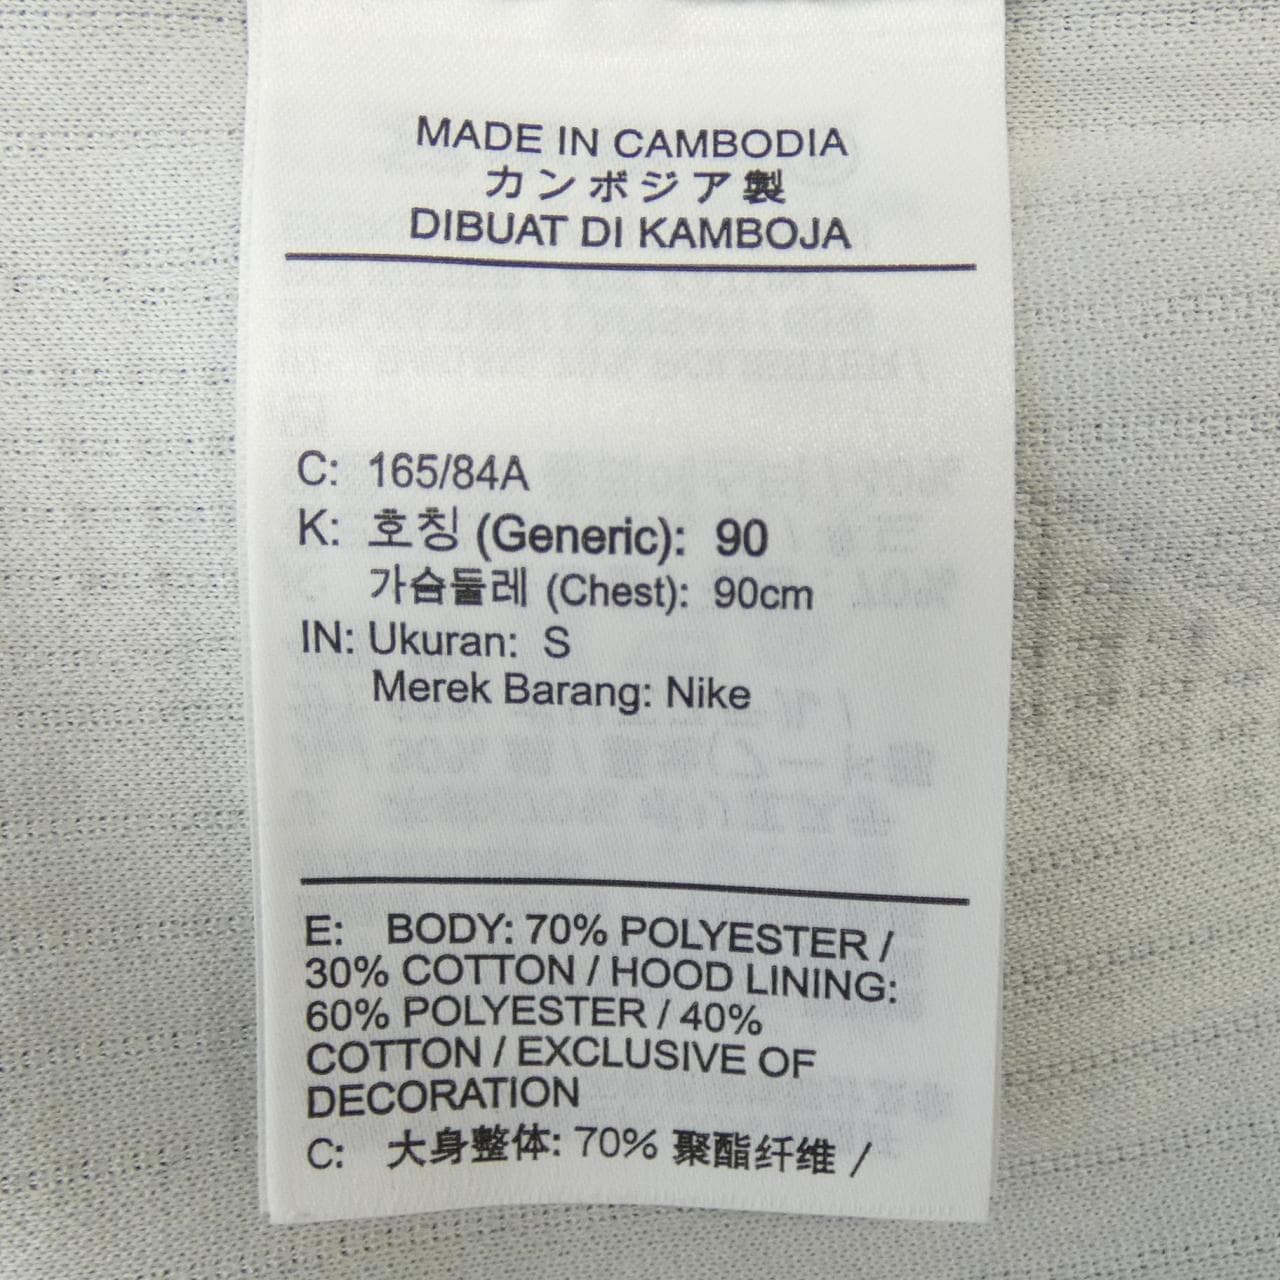 MADE IN CAMBODIA
カンボジア製
DIBUAT DI KAMBOJA
C: 165/84A
K: 호칭 (Generic): 90
가슴둘레 (Chest): 90cm
IN: Ukuran: S
Merek Barang: Nike
E: BODY: 70% POLYESTER /
30% COTTON / HOOD LINING:
60% POLYESTER / 40%
COTTON / EXCLUSIVE OF
DECORATION
C: 大身整体: 70% 聚酯纤维 /